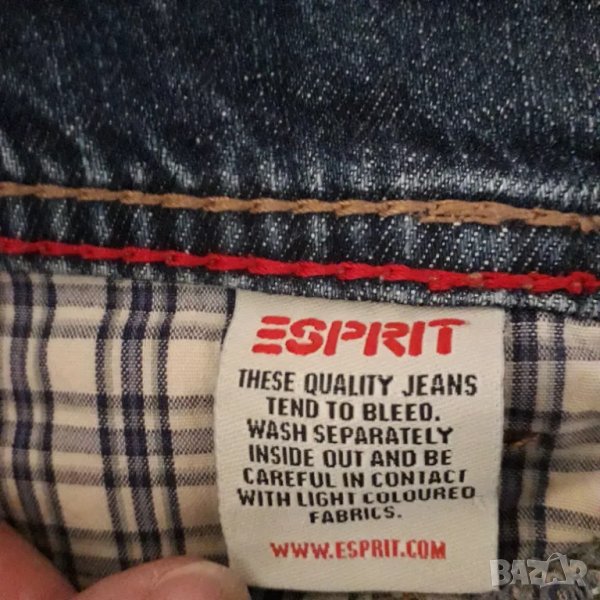 ESPRIT
THESE QUALITY JEANS
TEND TO BLEED.
WASH SEPARATELY
INSIDE OUT AND BE
CAREFUL IN CONTACT
WITH LIGHT COLOURED
FABRICS.
WWW.ESPRIT.COM
BAZAR